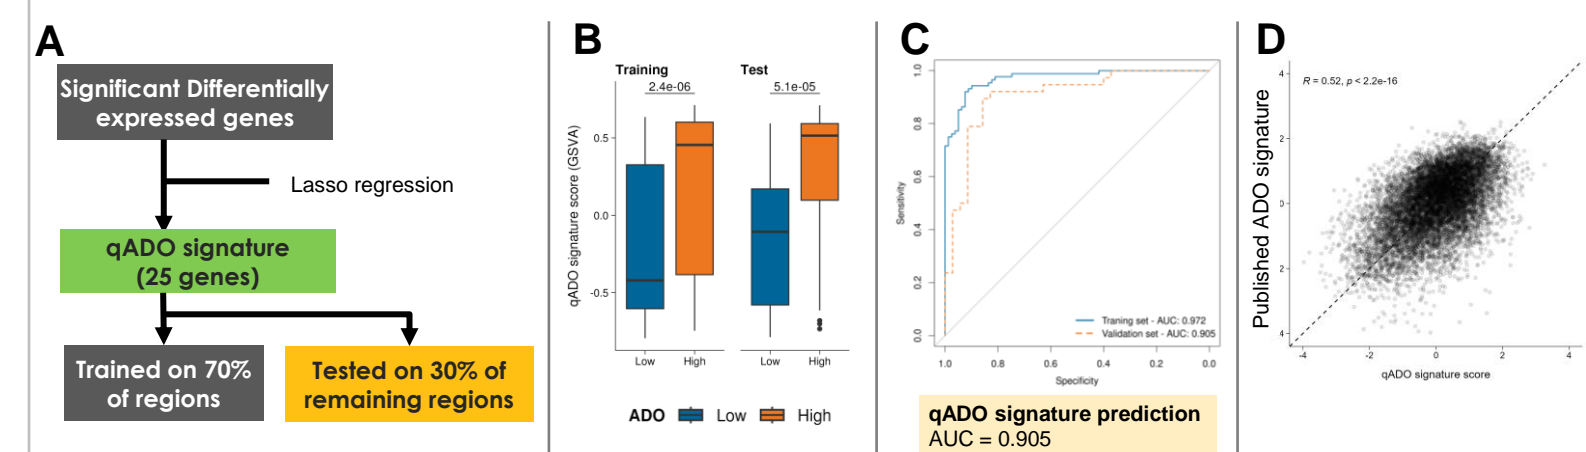 A
Significant Differentially
expressed genes
Lasso regression
qADO signature
(25 genes)
Trained on 70%
of regions
Tested on 30% of
remaining regions
B
Training
Test
2.4e-06
5.1e-05
qADO signature score (GSVA)
0.5
0.0
-0.5
Low
High
Low
High
ADO
Low
High
C
Sensitivity
1.0
0.8
0.6
0.4
0.2
0.0
Traning set - AUC: 0.972
Validation set - AUC: 0.905
1.0
0.8
0.6
0.4
0.2
0.0
Specificity
qADO signature prediction
AUC = 0.905
D
R = 0.52, p < 2.2e-16
Published ADO signature
4
2
0
2
4
-4
-2
0
2
4
qADO signature score